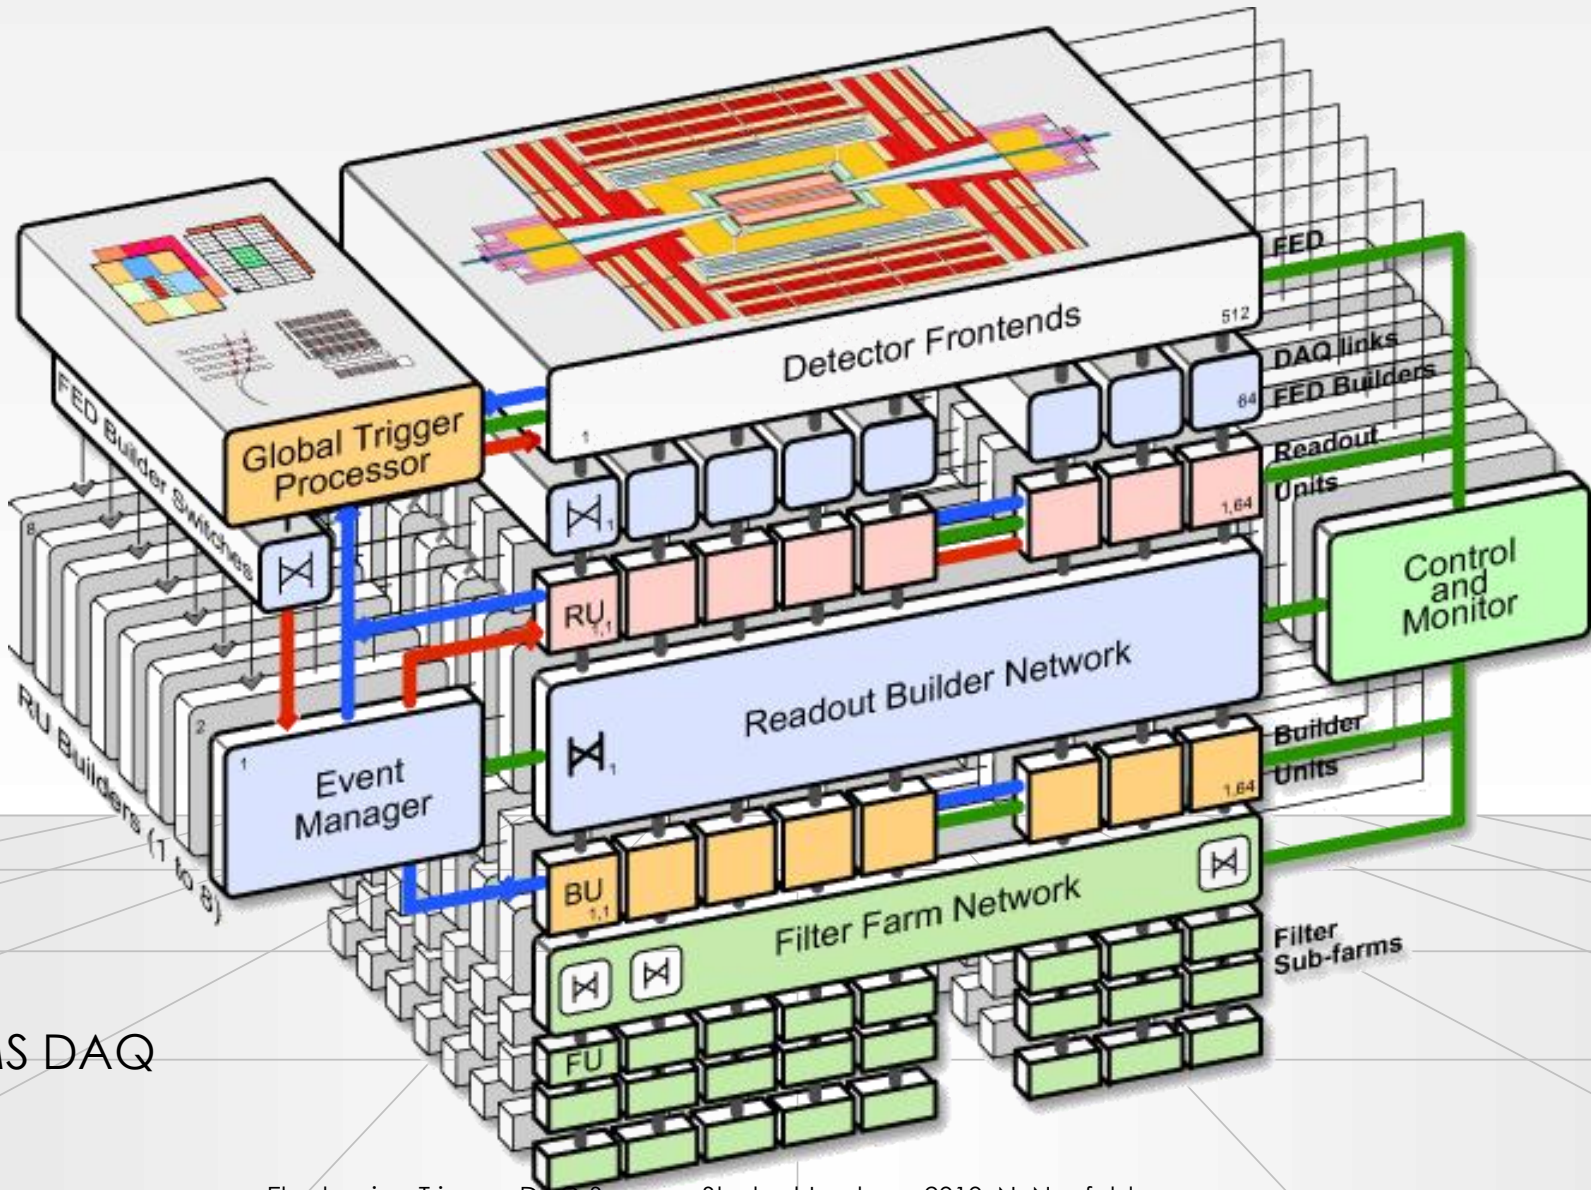 FED
512
Detector Frontends
1
DAQ links
FED Builders
64
Global Trigger
Processor
FED Builder Switches
1
Readout
Units
1,64
8
RU
1,1
Control
and
Monitor
Readout Builder Network
1
RU Builders (1 to 8)
2
1
Event
Manager
Builder
Units
1,64
BU
1,1
Filter Farm Network
Filter
Sub-farms
FU
DAQ